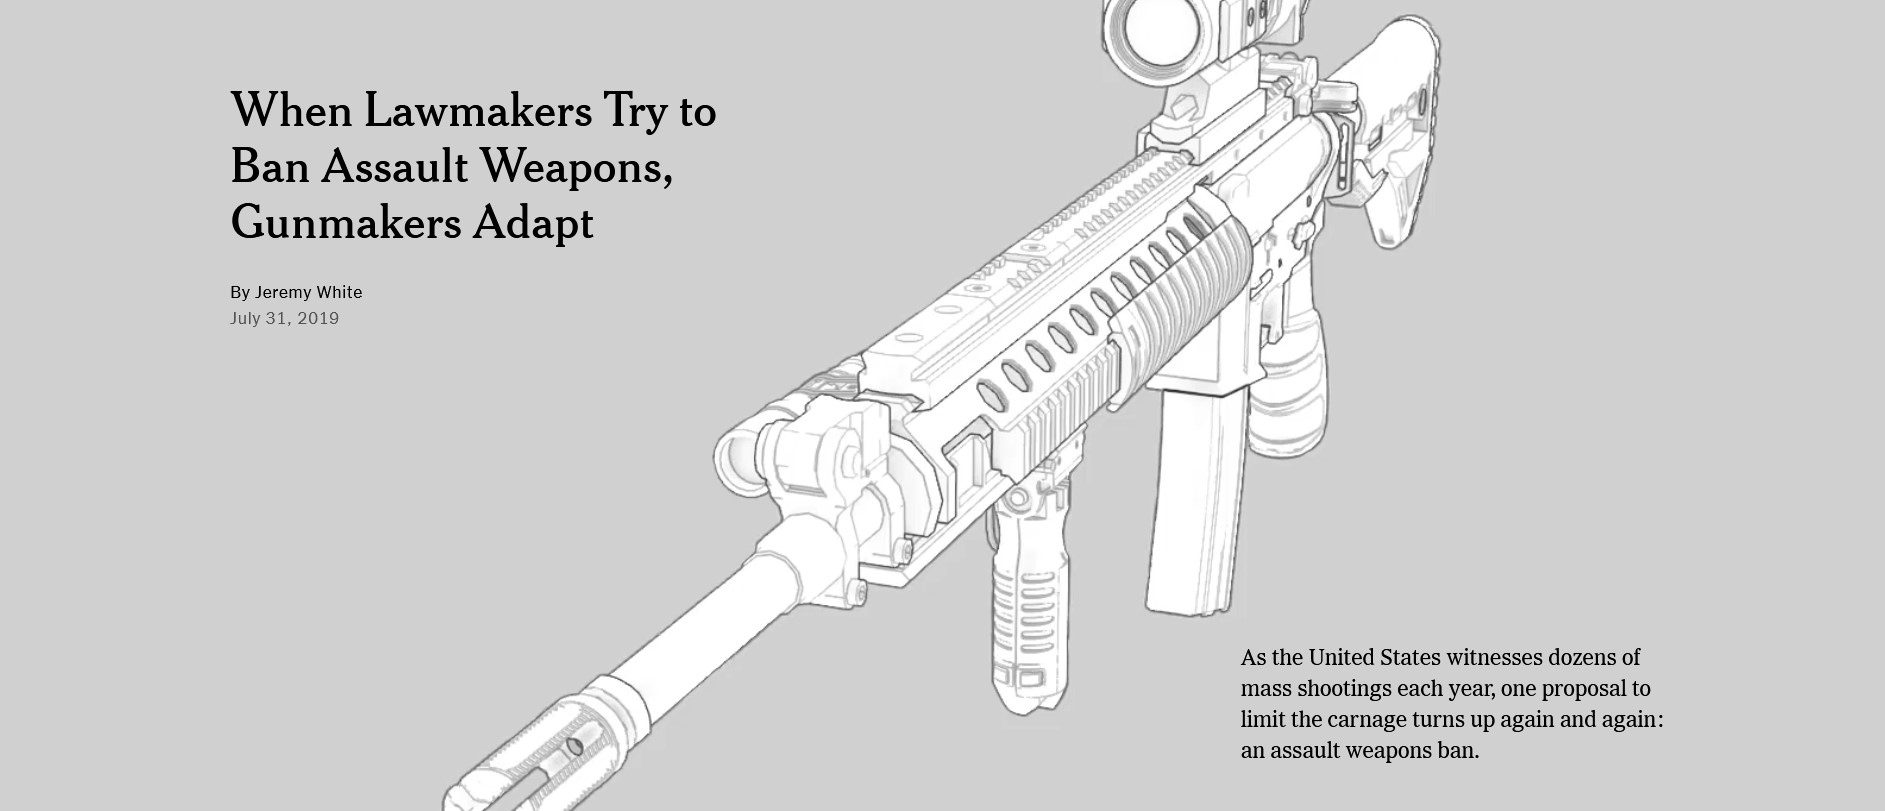 When Lawmakers Try to
Ban Assault Weapons,
Gunmakers Adapt
By Jeremy White
July 31, 2019
As the United States witnesses dozens of
mass shootings each year, one proposal to
limit the carnage turns up again and again:
an assault weapons ban.